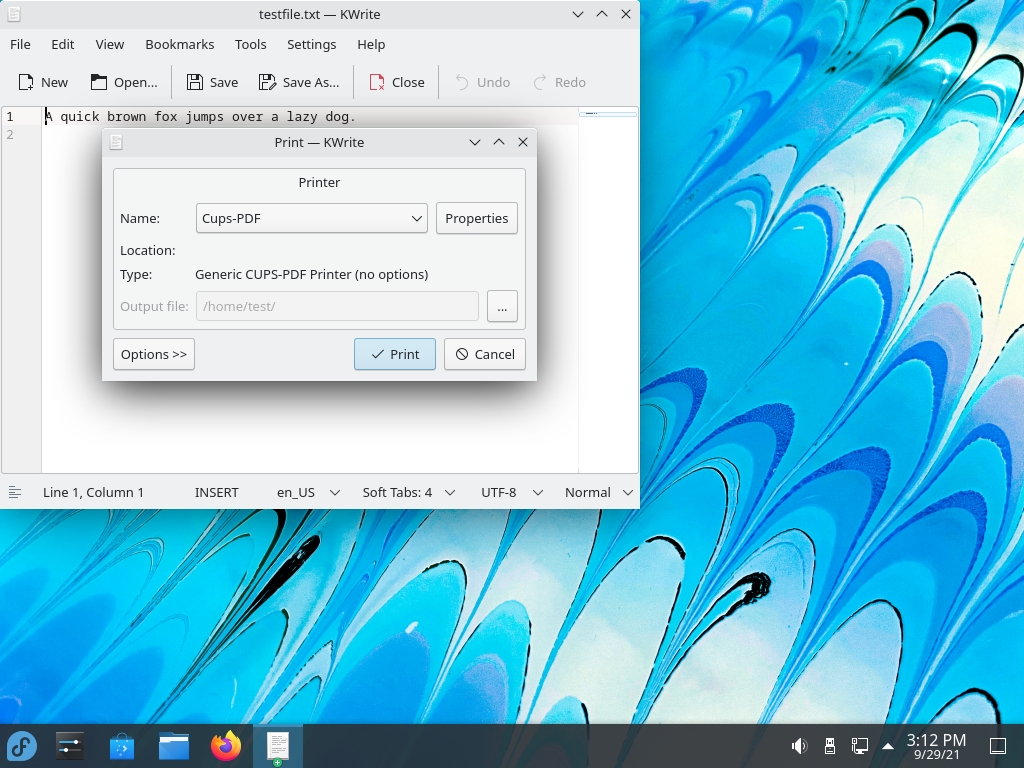 testfile.txt — KWrite
File Edit View Bookmarks Tools Settings Help
New Open... Save Save As... Close Undo Redo
1 A quick brown fox jumps over a lazy dog.
2
Print — KWrite
Printer
Name: Cups-PDF Properties
Location:
Type: Generic CUPS-PDF Printer (no options)
Output file: /home/test/ ...
Options >> Print Cancel
Line 1, Column 1 INSERT en_US Soft Tabs: 4 UTF-8 Normal
3:12 PM
9/29/21